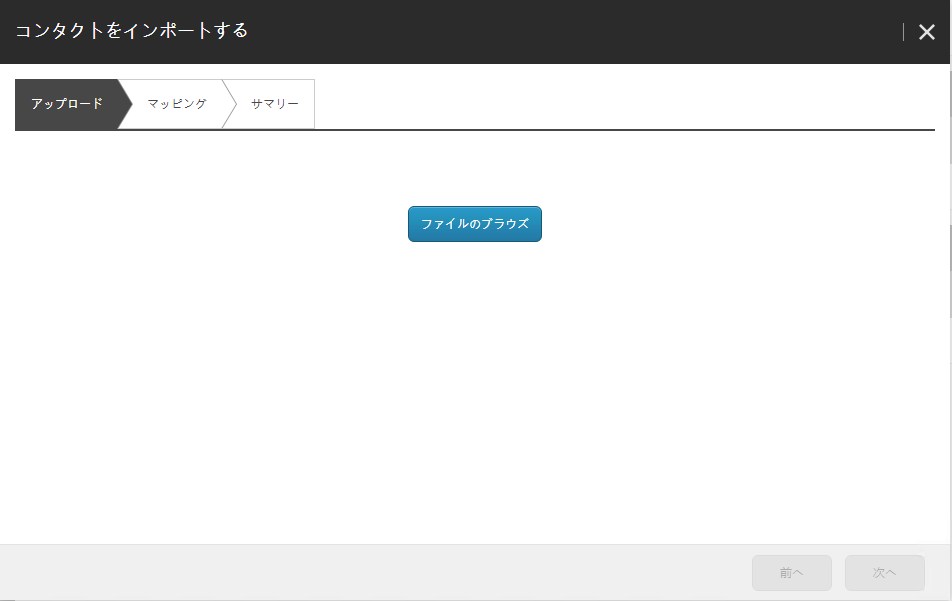 コンタクトをインポートする
アップロード
マッピング
サマリー
ファイルのブラウズ
前へ
次へ